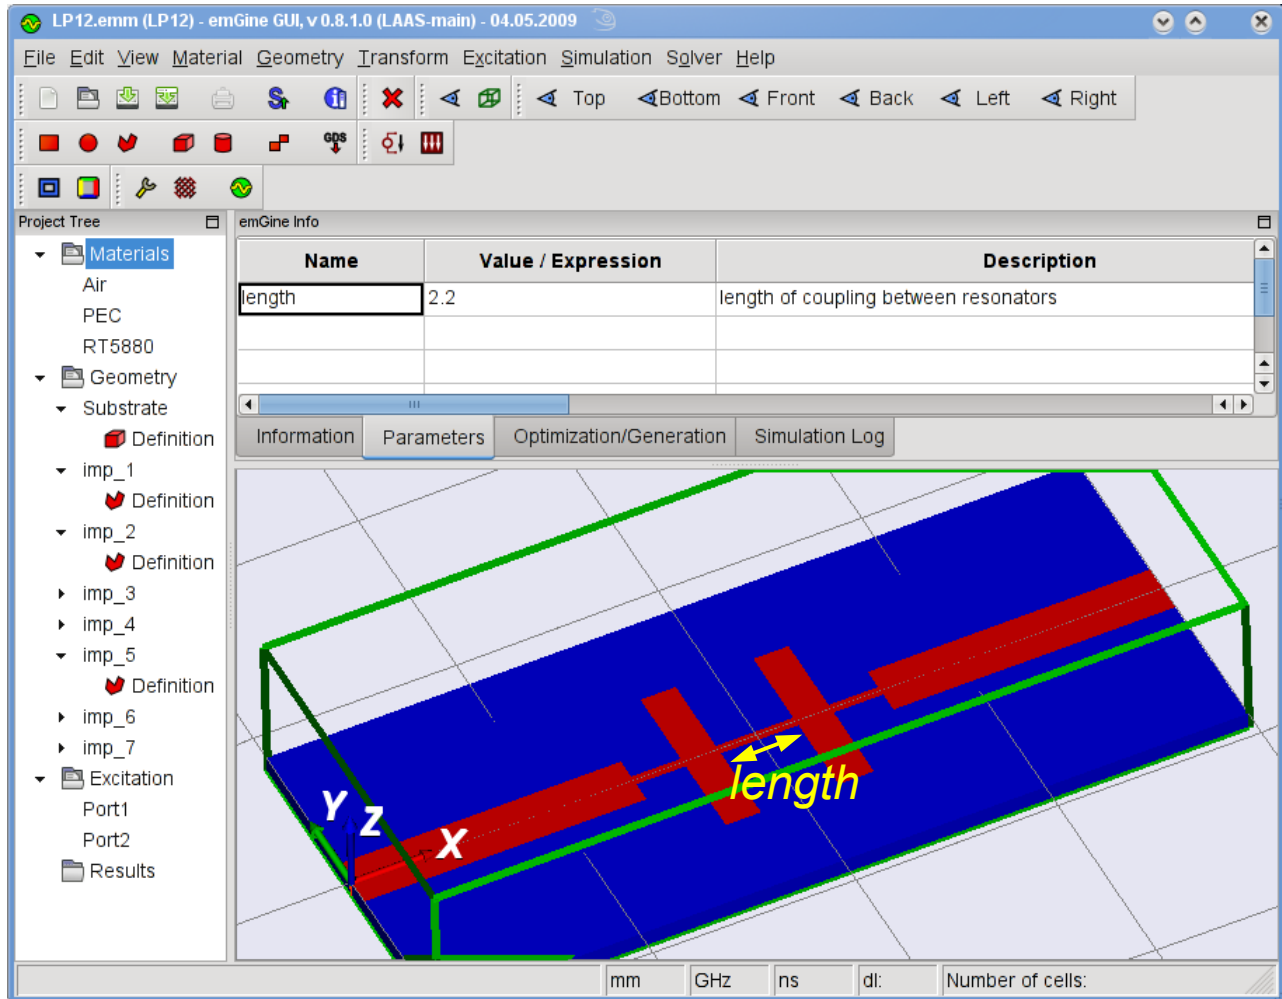 LP12.emm (LP12) - emGine GUI, v 0.8.1.0 (LAAS-main) - 04.05.2009
File Edit View Material Geometry Transform Excitation Simulation Solver Help
Top Bottom Front Back Left Right
GDS
Project Tree
emGine Info
Materials
Air
PEC
RT5880
Geometry
Substrate
Definition
imp_1
Definition
imp_2
Definition
imp_3
imp_4
imp_5
Definition
imp_6
imp_7
Excitation
Port1
Port2
Results
Name Value / Expression Description
length 2.2 length of coupling between resonators
Information Parameters Optimization/Generation Simulation Log
length
Y Z X
mm GHz ns dl: Number of cells: